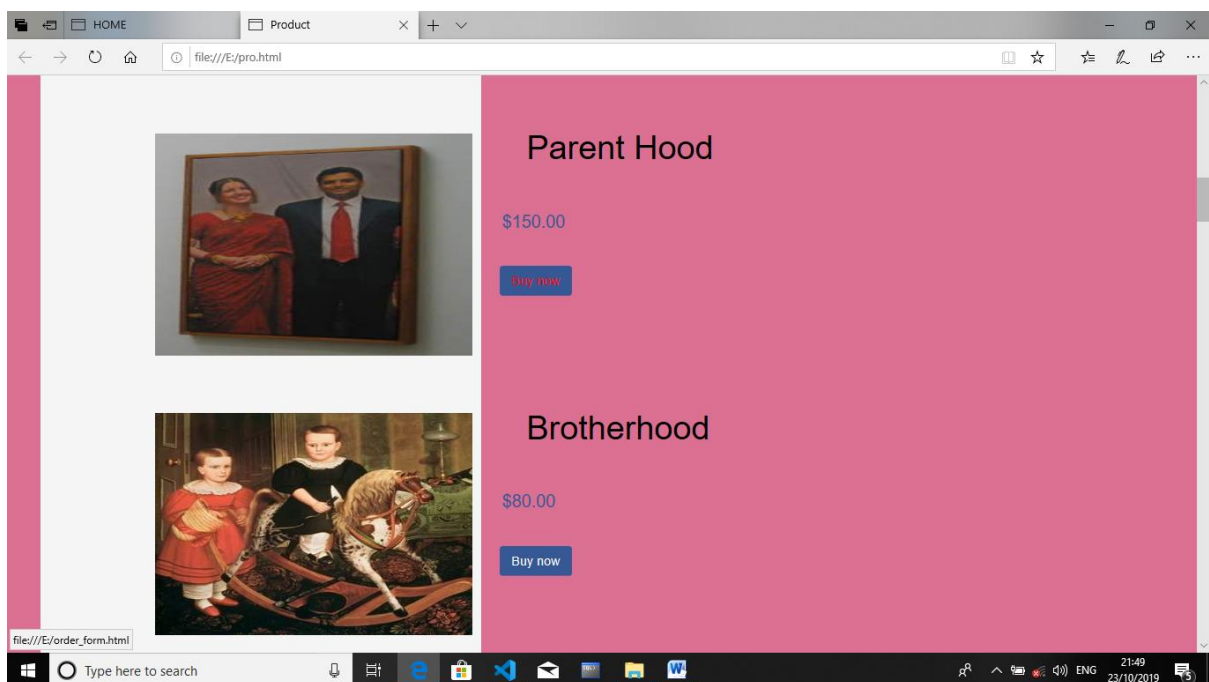 HOME
Product
file:///E:/pro.html
Parent Hood
$150.00
Buy now
Brotherhood
$80.00
Buy now
file:///E:/order_form.html
Type here to search
ENG
21:49
23/10/2019
5